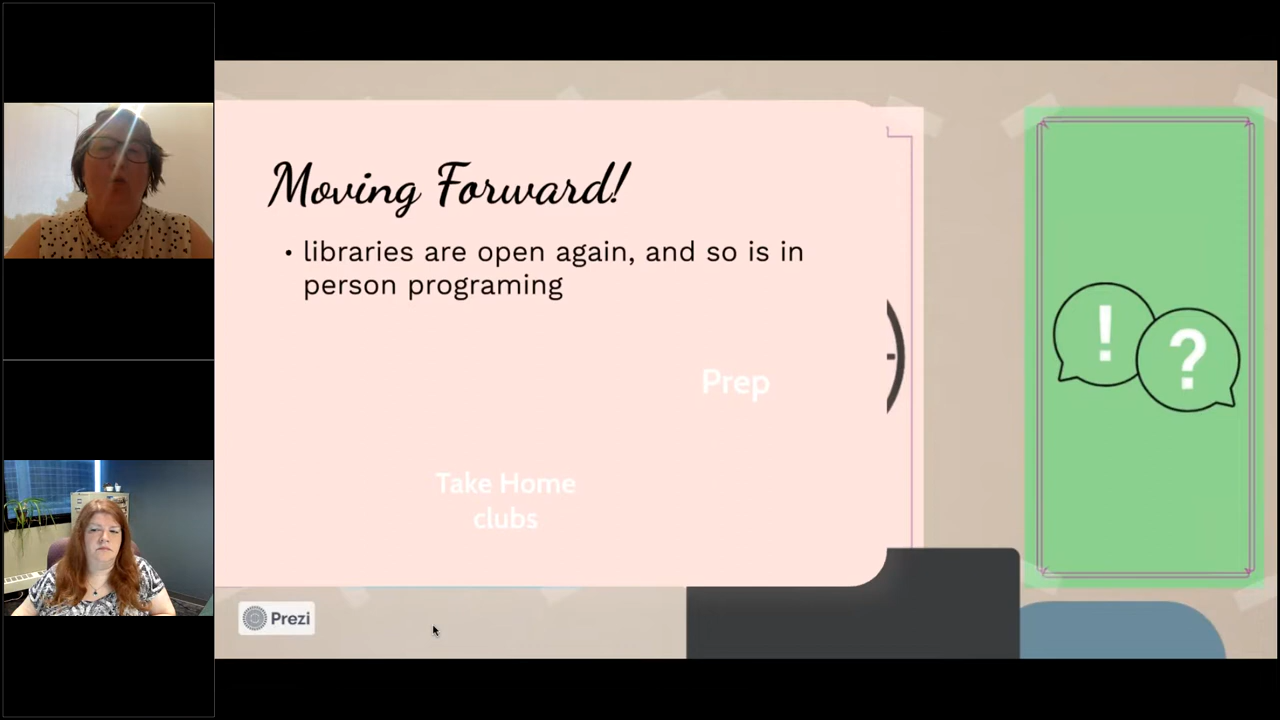 Moving Forward!
• libraries are open again, and so is in
person programing
Prep
Take Home
clubs
! ?
Prezi